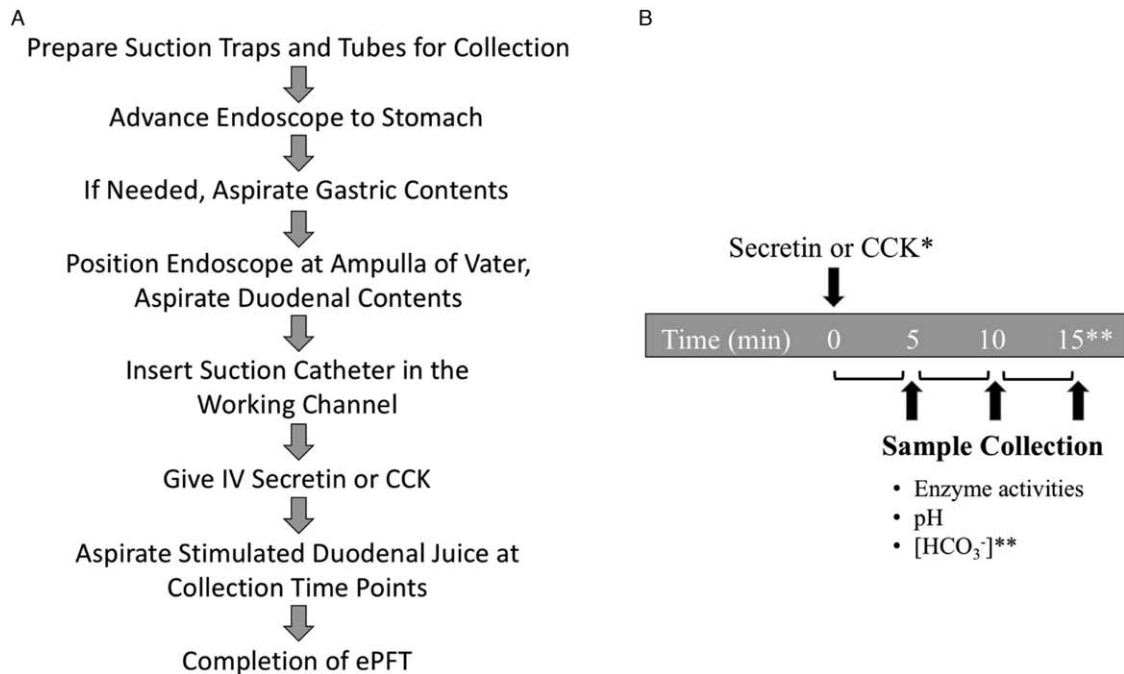 A
Prepare Suction Traps and Tubes for Collection
Advance Endoscope to Stomach
If Needed, Aspirate Gastric Contents
Position Endoscope at Ampulla of Vater,
Aspirate Duodenal Contents
Insert Suction Catheter in the
Working Channel
Give IV Secretin or CCK
Aspirate Stimulated Duodenal Juice at
Collection Time Points
Completion of ePFT
B
Secretin or CCK*
Time (min) 0 5 10 15**
Sample Collection
• Enzyme activities
• pH
• [HCO₃⁻]**